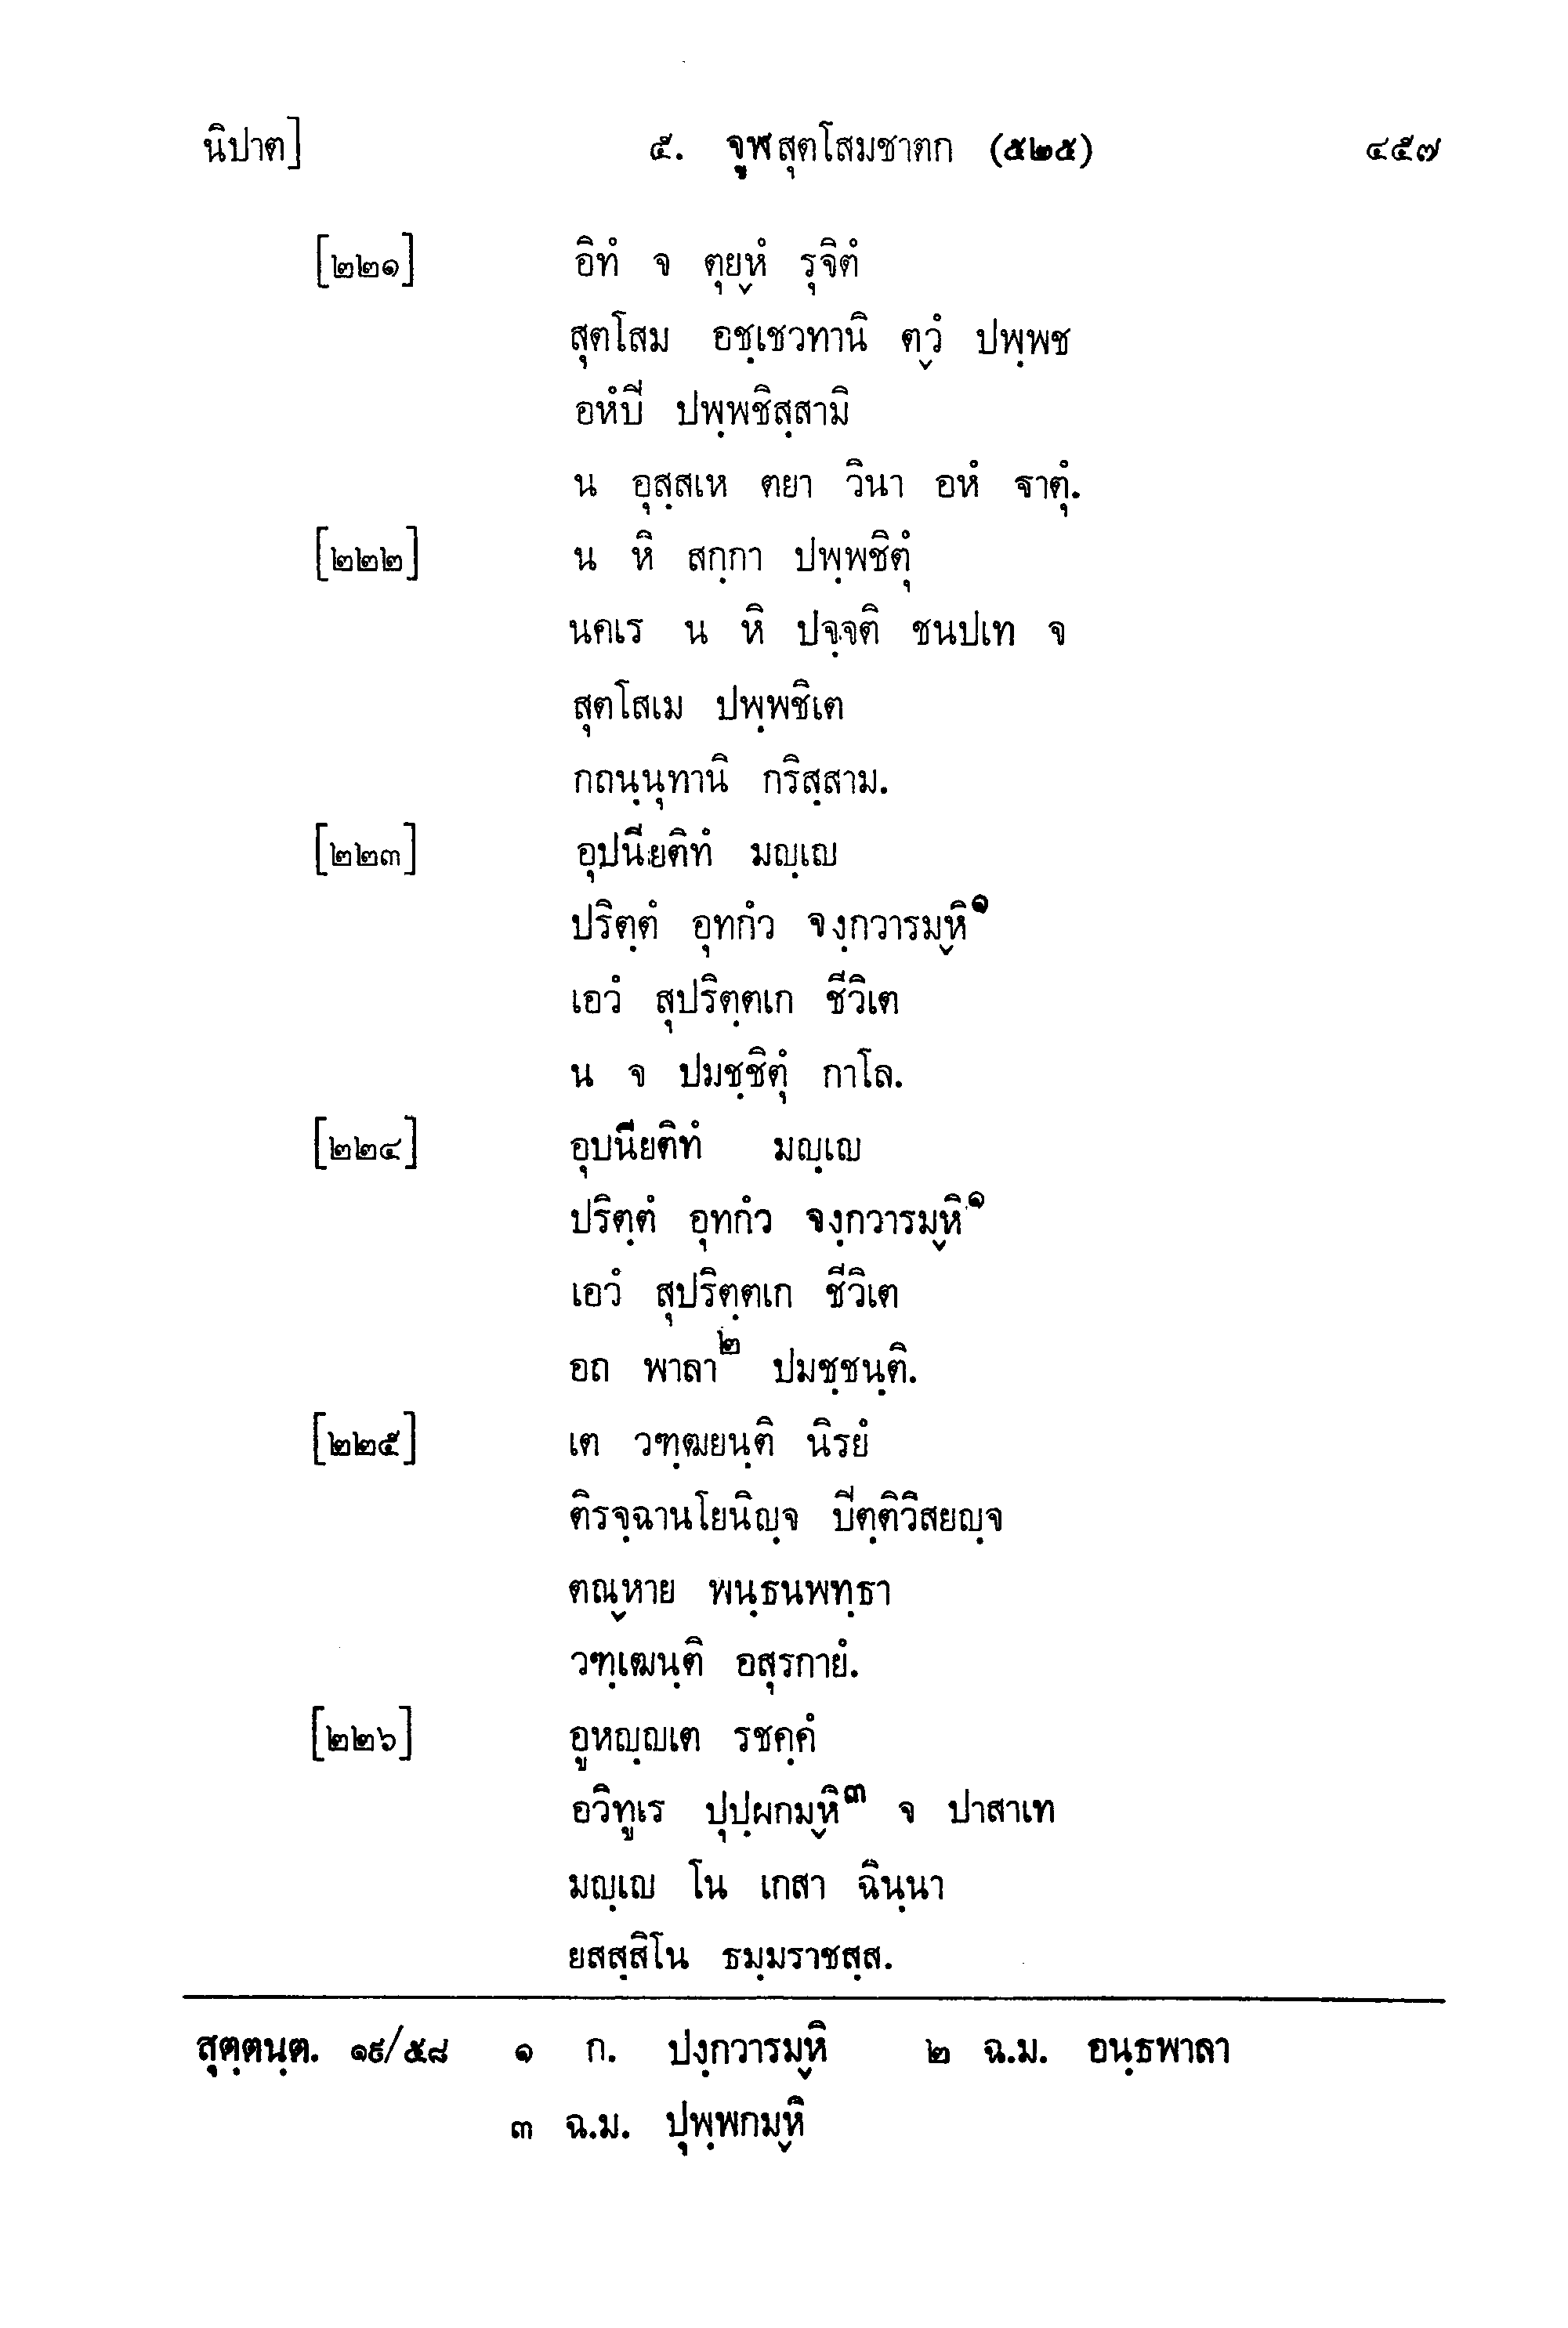 นิปาต] ๕. จูฬสุตโสมชาตก (๕๒๕) ๔๕๗
[๒๒๑] อิทํ จ ตุยฺหํ รุจิตํ
สุตโสม อชฺเชวทานิ ตฺวํ ปพฺพช
อหํปี ปพฺพชิสฺสามิ
น อุสฺสเห ตยา วินา อหํ ฐาตุํ.
[๒๒๒] น หิ สกฺกา ปพฺพชิตุํ
นคเร น หิ ปจฺจติ ชนปเท จ
สุตโสเม ปพฺพชิเต
กถนฺนุทานิ กริสฺสาม.
[๒๒๓] อุปนียติทํ มญฺเญ
ปริตฺตํ อุทกํว จงฺกวารมฺหิ๑
เอวํ สุปริตฺตเก ชีวิเต
น จ ปมชฺชิตุํ กาโล.
[๒๒๔] อุปนียติทํ มญฺเญ
ปริตฺตํ อุทกํว จงฺกวารมฺหิ๑
เอวํ สุปริตฺตเก ชีวิเต
อถ พาลา๒ ปมชฺชนฺติ.
[๒๒๕] เต วฑฺฒยนฺติ นิรยํ
ติรจฺฉานโยนิญฺจ ปีตฺติวิสยญฺจ
ตณฺหาย พนฺธนพทฺธา
วฑฺเฒนฺติ อสุรกายํ.
[๒๒๖] อูหญฺญเต รชคฺคํ
อวิทูเร ปุปฺผกมฺหิ๓ จ ปาสาเท
มญฺเญ โน เกสา ฉินฺนา
ยสสฺสิโน ธมฺมราชสฺส.
สุตฺตนฺต. ๑๙/๕๘ ๑ ก. ปงฺกวารมฺหิ ๒ ฉ.ม. อนฺธพาลา
๓ ฉ.ม. ปุพฺพกมฺหิ